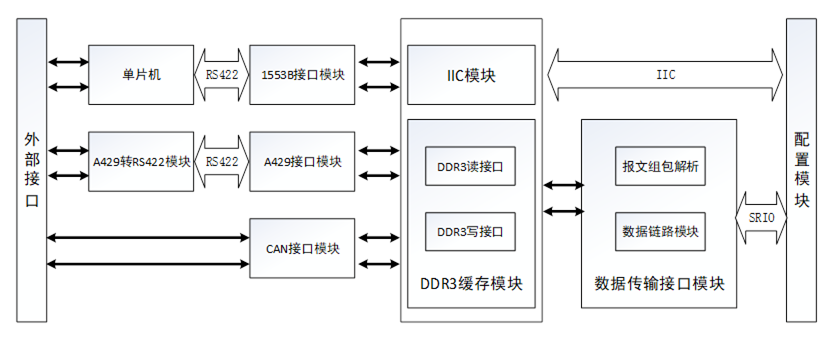 外部接口
单片机
RS422
1553B接口模块
IIC模块
IIC
A429转RS422模块
RS422
A429接口模块
DDR3读接口
报文组包解析
配置模块
CAN接口模块
DDR3写接口
数据链路模块
SRIO
DDR3缓存模块
数据传输接口模块